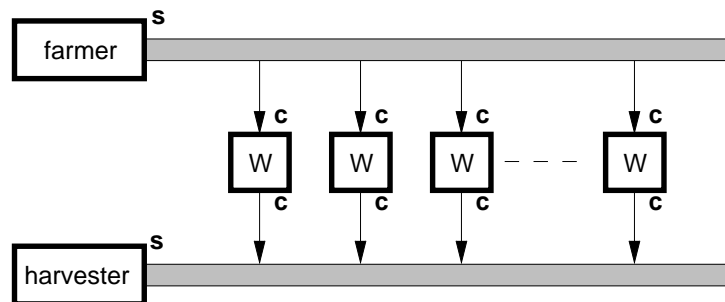 s
farmer
c c c c
W W W W
c c c c
s
harvester